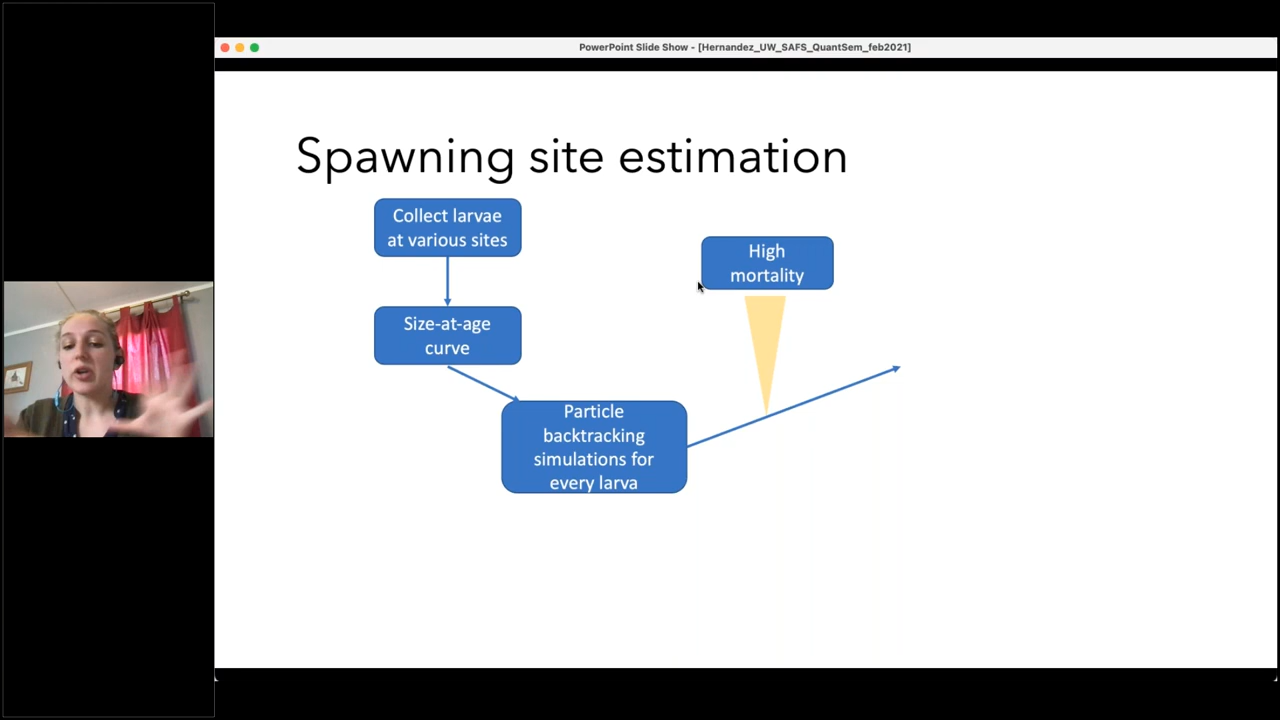 PowerPoint Slide Show - [Hernandez_UW_SAFS_QuantSem_feb2021]
Spawning site estimation
Collect larvae
at various sites
High
mortality
Size-at-age
curve
Particle
backtracking
simulations for
every larva